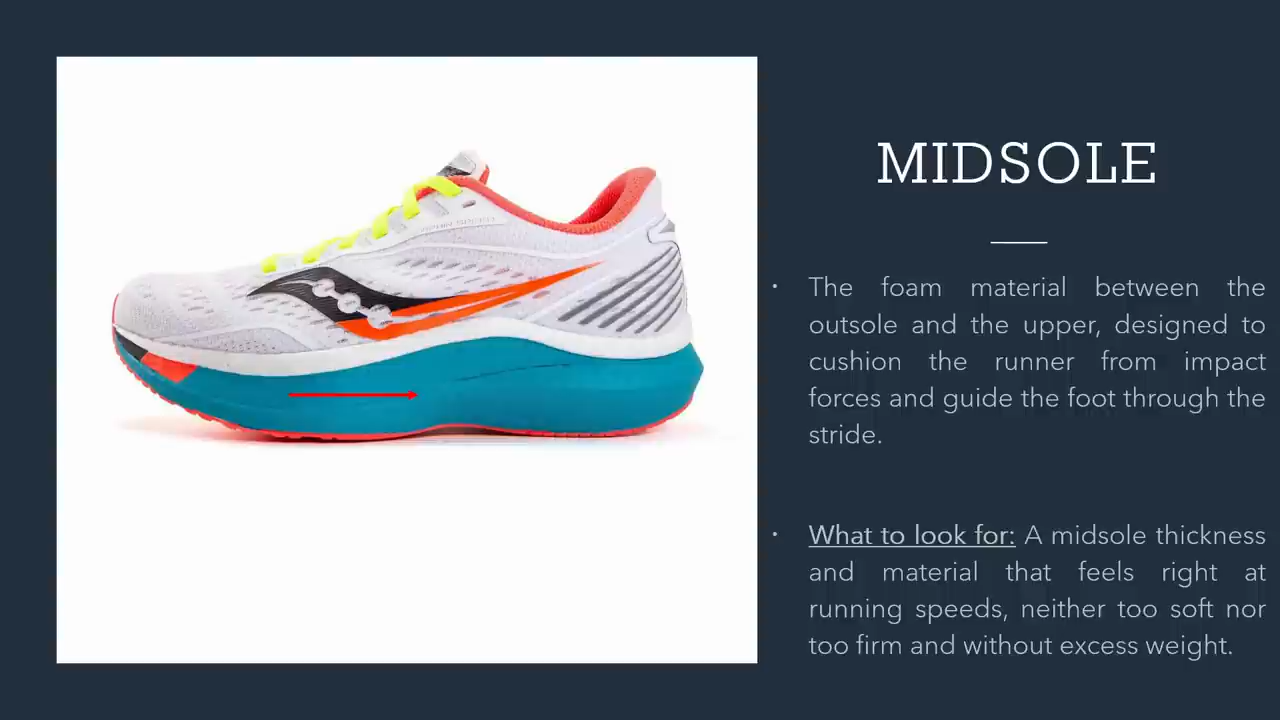 MIDSOLE
• The foam material between the
outsole and the upper, designed to
cushion the runner from impact
forces and guide the foot through the
stride.
• What to look for: A midsole thickness
and material that feels right at
running speeds, neither too soft nor
too firm and without excess weight.